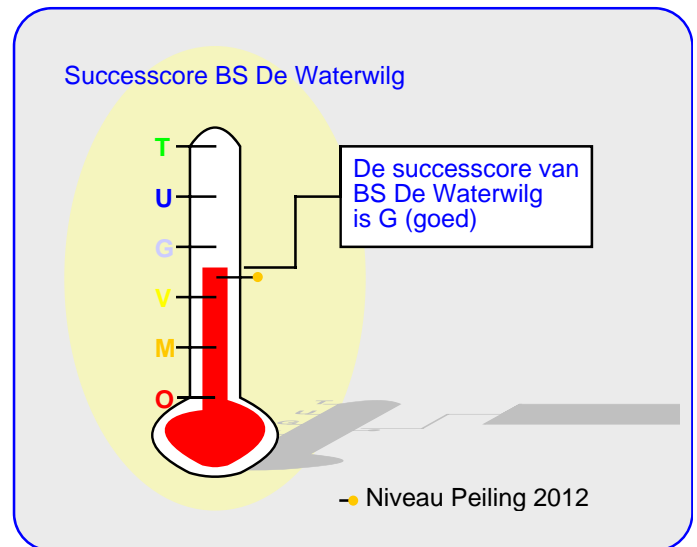 Successcore BS De Waterwilg
T
U
G
V
M
O
De successcore van
BS De Waterwilg
is G (goed)
T
U
G
Niveau Peiling 2012